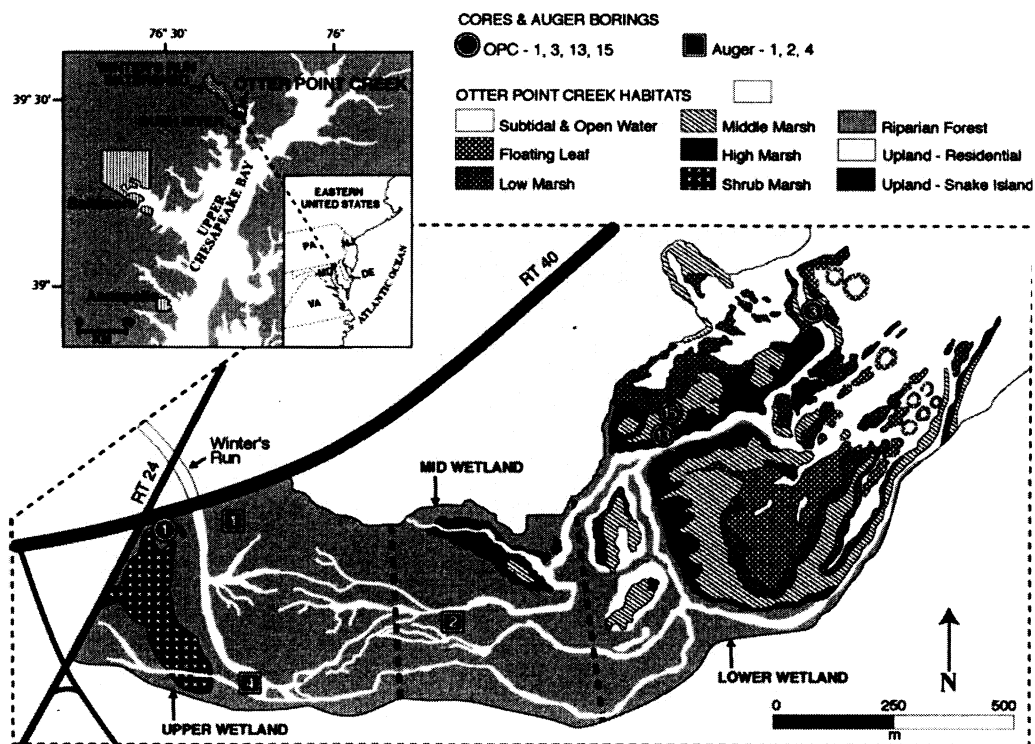 CORES & AUGER BORINGS
OPC - 1, 3, 13, 15
Auger - 1, 2, 4
OTTER POINT CREEK HABITATS
Subtidal & Open Water
Middle Marsh
Riparian Forest
Floating Leaf
High Marsh
Upland - Residential
Low Marsh
Shrub Marsh
Upland - Snake Island
76° 30'
76°
39° 30'
OTTER POINT CREEK
UPPER
CHESAPEAKE BAY
39°
EASTERN
UNITED STATES
PA
NJ
MD
DE
VA
ATLANTIC OCEAN
RT 40
RT 24
Winter's
Run
MID WETLAND
1
1
2
4
UPPER WETLAND
LOWER WETLAND
N
0
250
500
m